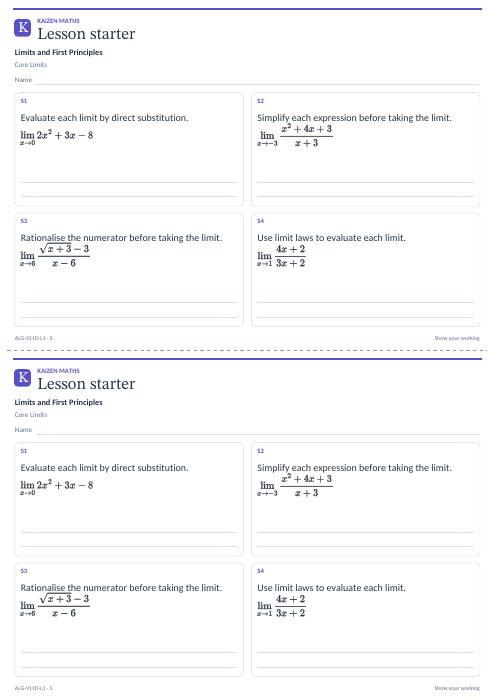 K
KAIZEN MATHS
Lesson starter
Limits and First Principles
Core Limits
Name
S1
Evaluate each limit by direct substitution.
lim x→0 2x² + 3x − 8
S2
Simplify each expression before taking the limit.
lim x→−3 (x² + 4x + 3)/(x + 3)
S3
Rationalise the numerator before taking the limit.
lim x→6 (√(x + 3) − 3)/(x − 6)
S4
Use limit laws to evaluate each limit.
lim x→1 (4x + 2)/(3x + 2)
ALG-911D-L1 · S
Show your working
K
KAIZEN MATHS
Lesson starter
Limits and First Principles
Core Limits
Name
S1
Evaluate each limit by direct substitution.
lim x→0 2x² + 3x − 8
S2
Simplify each expression before taking the limit.
lim x→−3 (x² + 4x + 3)/(x + 3)
S3
Rationalise the numerator before taking the limit.
lim x→6 (√(x + 3) − 3)/(x − 6)
S4
Use limit laws to evaluate each limit.
lim x→1 (4x + 2)/(3x + 2)
ALG-911D-L1 · S
Show your working